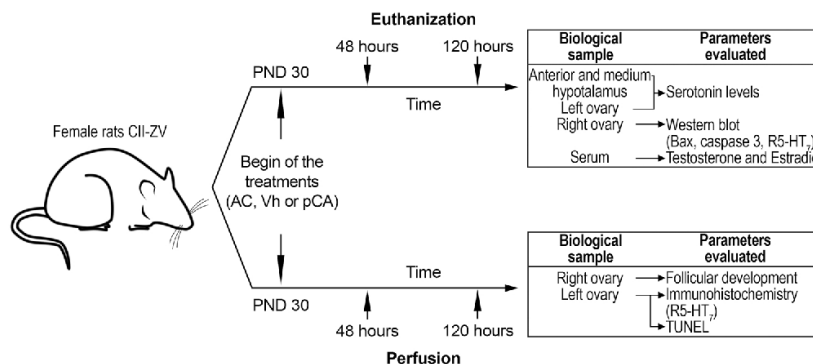 Euthanization
48 hours 120 hours
PND 30
Time
Female rats CII-ZV
Begin of the
treatments
(AC, Vh or pCA)
Time
PND 30
48 hours 120 hours
Perfusion
Biological Parameters
sample evaluated
Anterior and medium
hypotalamus
Serotonin levels
Left ovary
Right ovary Western blot
(Bax, caspase 3, R5-HT7)
Serum Testosterone and Estradio
Biological Parameters
sample evaluated
Right ovary Follicular development
Left ovary Immunohistochemistry
(R5-HT7)
TUNEL